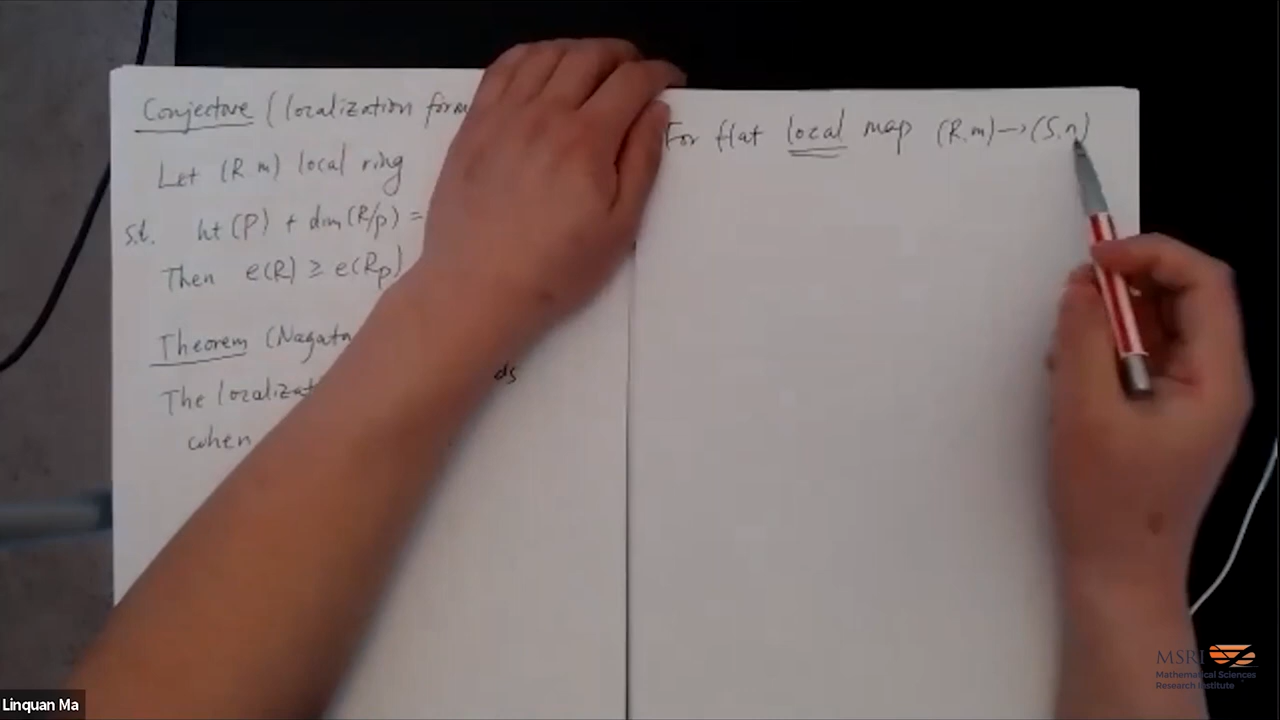 Conjecture (localization form
Let (R m) local ring
s.t. ht(P) + dim(R/p) =
Then e(R) ≥ e(Rp)
Theorem (Nagata
The localizat
when
ds
For flat local map (R.m)→(S.n)
MSRI
Mathematical Sciences
Research Institute
Linquan Ma